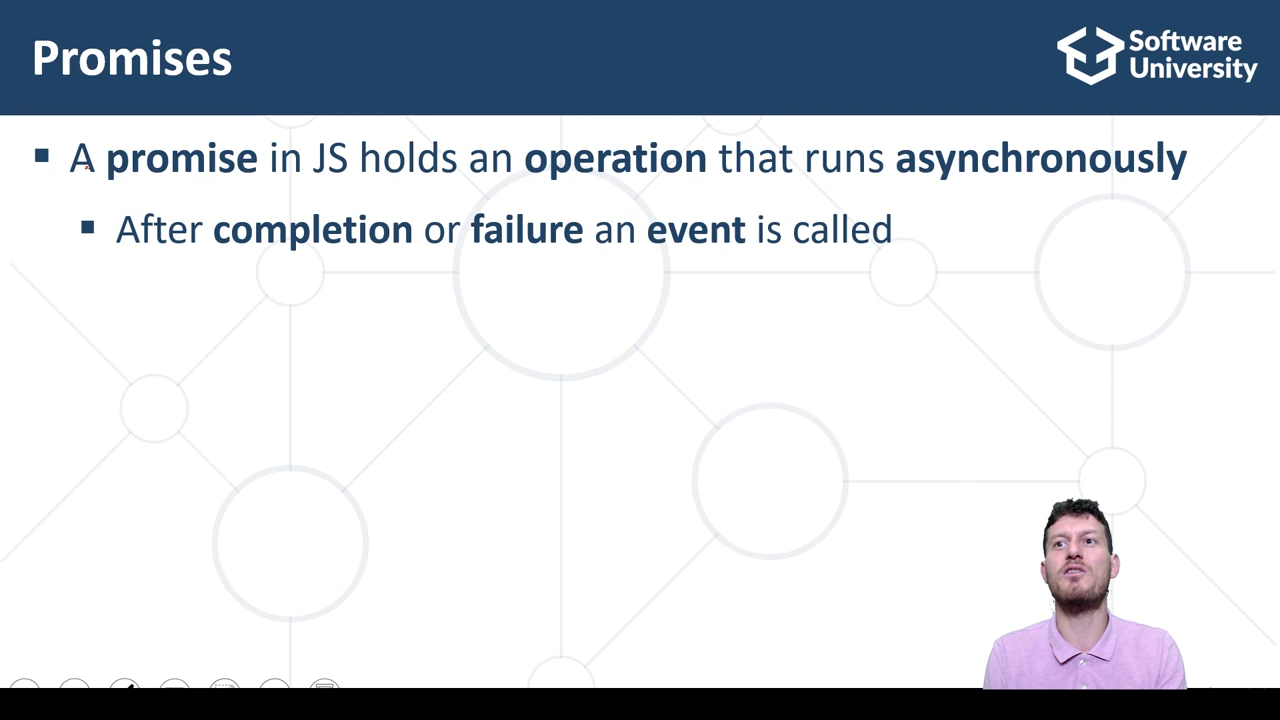 Promises
Software
University
▪ A promise in JS holds an operation that runs asynchronously
▪ After completion or failure an event is called